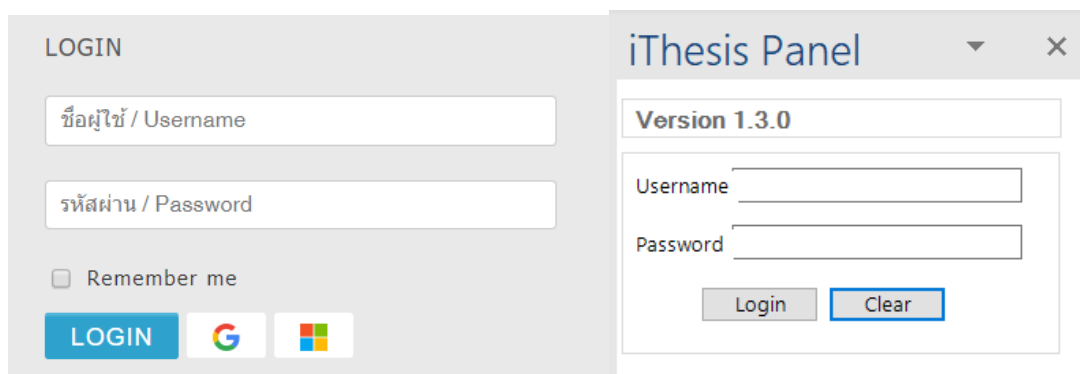 LOGIN
ชื่อผู้ใช้ / Username
รหัสผ่าน / Password
Remember me
LOGIN
iThesis Panel
Version 1.3.0
Username
Password
Login Clear